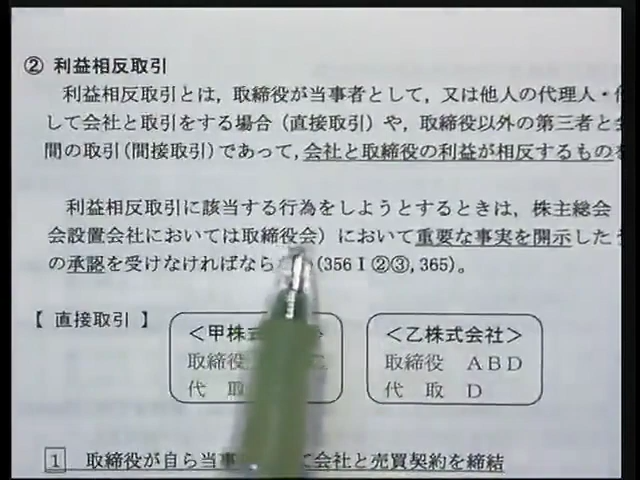 ② 利益相反取引
利益相反取引とは，取締役が当事者として，又は他人の代理人・
して会社と取引をする場合（直接取引）や，取締役以外の第三者と
間の取引（間接取引）であって，会社と取締役の利益が相反するものを
利益相反取引に該当する行為をしようとするときは，株主総会
会設置会社においては取締役会）において重要な事実を開示した
の承認を受けなければなら (356Ⅰ②③, 365)。
【 直接取引 】
＜甲株式
取締役
代 取
＜乙株式会社＞
取締役 ＡＢＤ
代 取 Ｄ
1 取締役が自ら当事 て会社と売買契約を締結